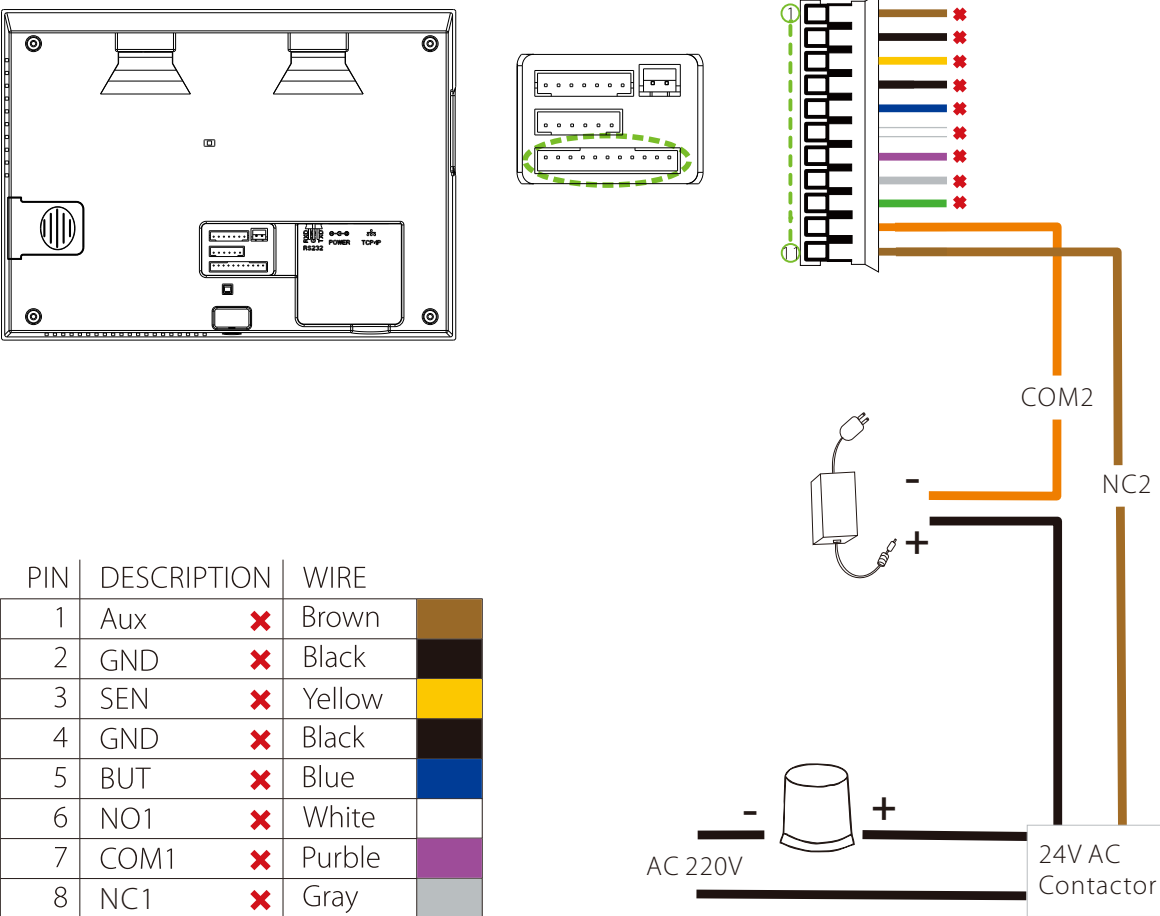 1
11
RS232
POWER
TCP-IP
COM2
NC2
-
+
PIN DESCRIPTION WIRE
1 Aux Brown
2 GND Black
3 SEN Yellow
4 GND Black
5 BUT Blue
6 NO1 White
7 COM1 Purble
8 NC1 Gray
- +
AC 220V
24V AC
Contactor